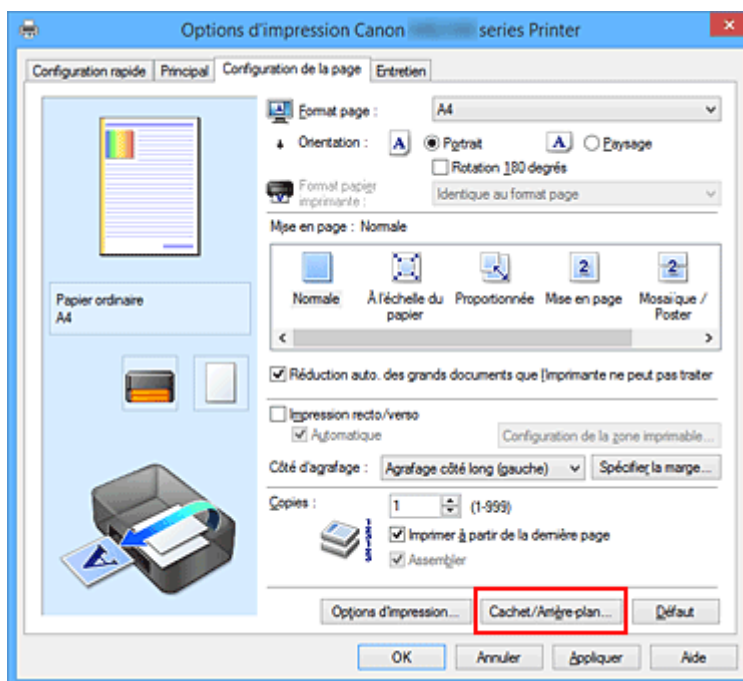 Options d'impression Canon series Printer
Configuration rapide Principal Configuration de la page Entretien
Format page : A4
Orientation : A Portrait A Paysage
Rotation 180 degrés
Format papier imprimante : Identique au format page
Mise en page : Normale
Normale À l'échelle du papier Proportionnée Mise en page Mosaïque / Poster
Papier ordinaire
A4
Réduction auto. des grands documents que l'imprimante ne peut pas traiter
Impression recto/verso
Automatique Configuration de la zone imprimable...
Côté d'agrafage : Agrafage côté long (gauche) Spécifier la marge...
Copies : 1 (1-999)
Imprimer à partir de la dernière page
Assembler
Options d'impression... Cachet/Arrière-plan... Défaut
OK Annuler Appliquer Aide